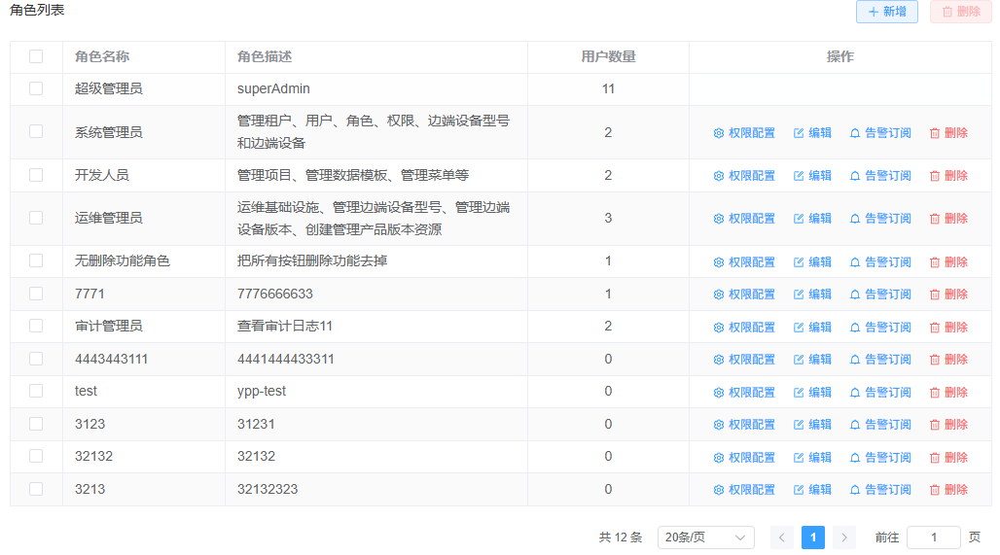 角色列表
新增 删除
角色名称 角色描述 用户数量 操作
超级管理员 superAdmin 11
系统管理员 管理租户、用户、角色、权限、边端设备型号
和边端设备 2 权限配置 编辑 告警订阅 删除
开发人员 管理项目、管理数据模板、管理菜单等 2 权限配置 编辑 告警订阅 删除
运维管理员 运维基础设施、管理边端设备型号、管理边端
设备版本、创建管理产品版本资源 3 权限配置 编辑 告警订阅 删除
无删除功能角色 把所有按钮删除功能去掉 1 权限配置 编辑 告警订阅 删除
7771 7776666633 1 权限配置 编辑 告警订阅 删除
审计管理员 查看审计日志11 2 权限配置 编辑 告警订阅 删除
4443443111 4441444433311 0 权限配置 编辑 告警订阅 删除
test ypp-test 0 权限配置 编辑 告警订阅 删除
3123 31231 0 权限配置 编辑 告警订阅 删除
32132 32132 0 权限配置 编辑 告警订阅 删除
3213 32132323 0 权限配置 编辑 告警订阅 删除
共 12 条 20条/页 1 前往 1 页